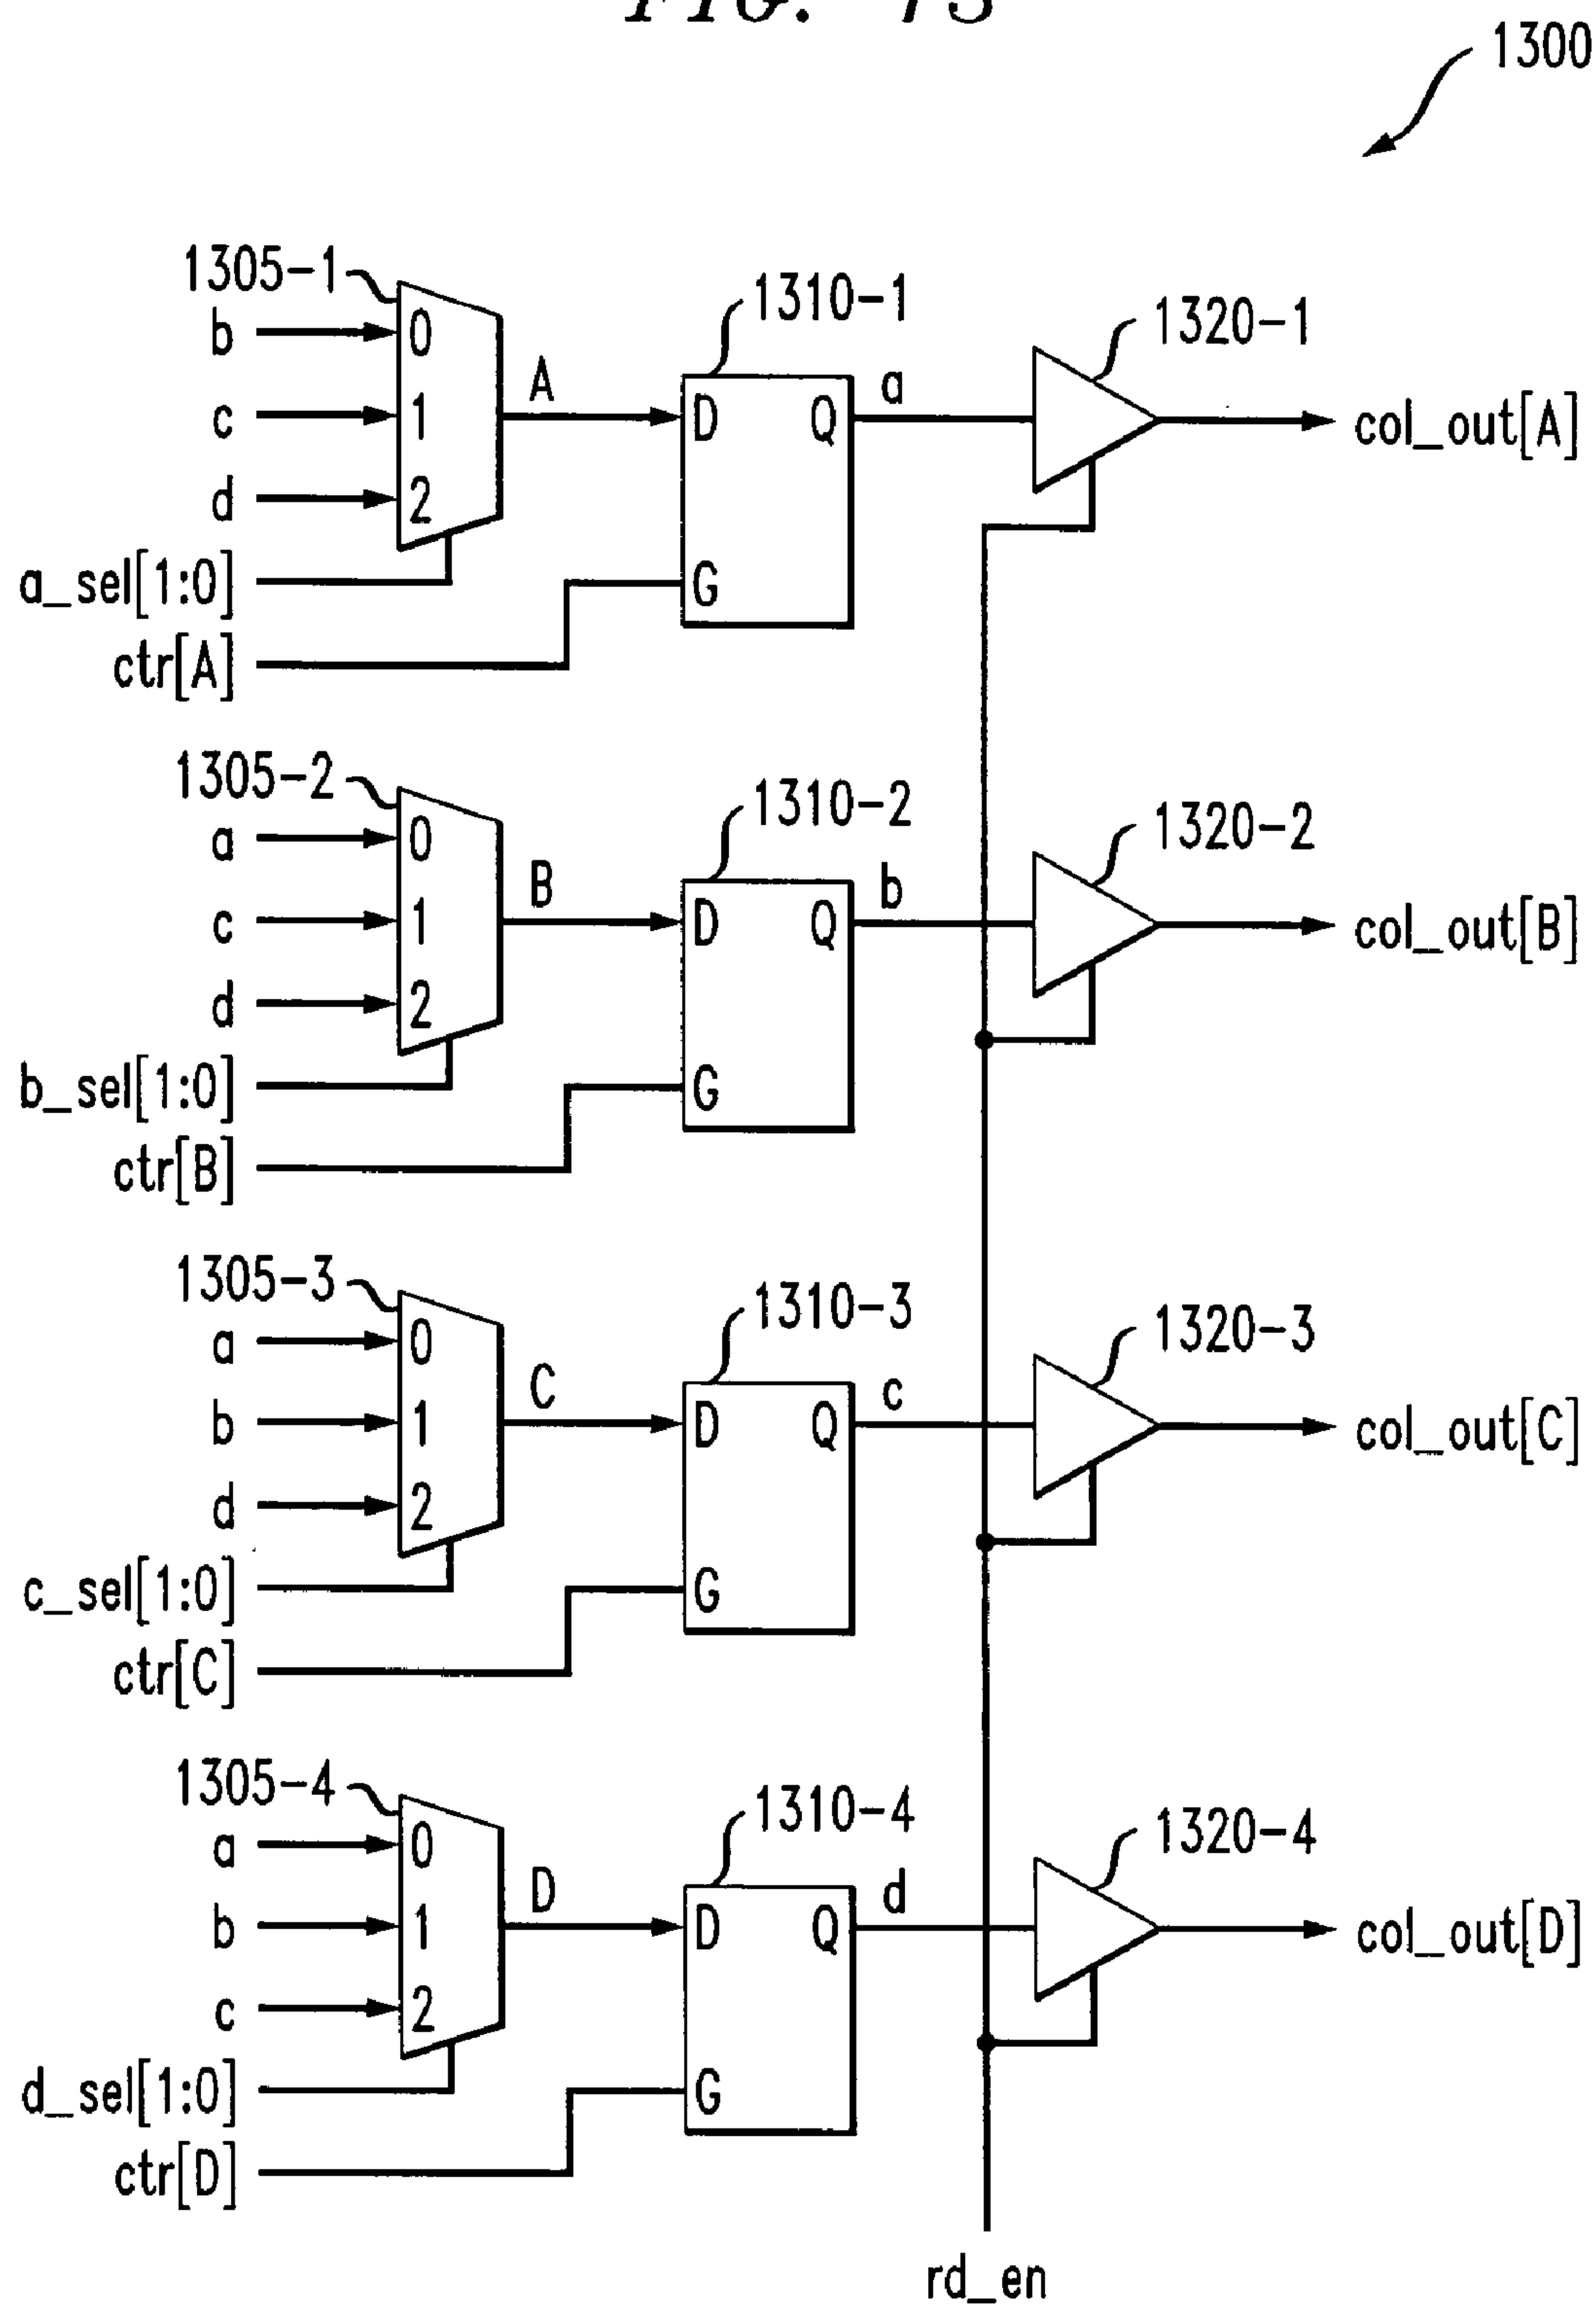 FIG. 13
1300
1305-1
1310-1
1320-1
b
0
c
1
d
2
A
D
Q
G
a
col_out[A]
a_sel[1:0]
ctr[A]
1305-2
1310-2
1320-2
a
0
c
1
d
2
B
D
Q
G
b
col_out[B]
b_sel[1:0]
ctr[B]
1305-3
1310-3
1320-3
a
0
b
1
d
2
C
D
Q
G
c
col_out[C]
c_sel[1:0]
ctr[C]
1305-4
1310-4
1320-4
a
0
b
1
c
2
D
D
Q
G
d
col_out[D]
d_sel[1:0]
ctr[D]
rd_en